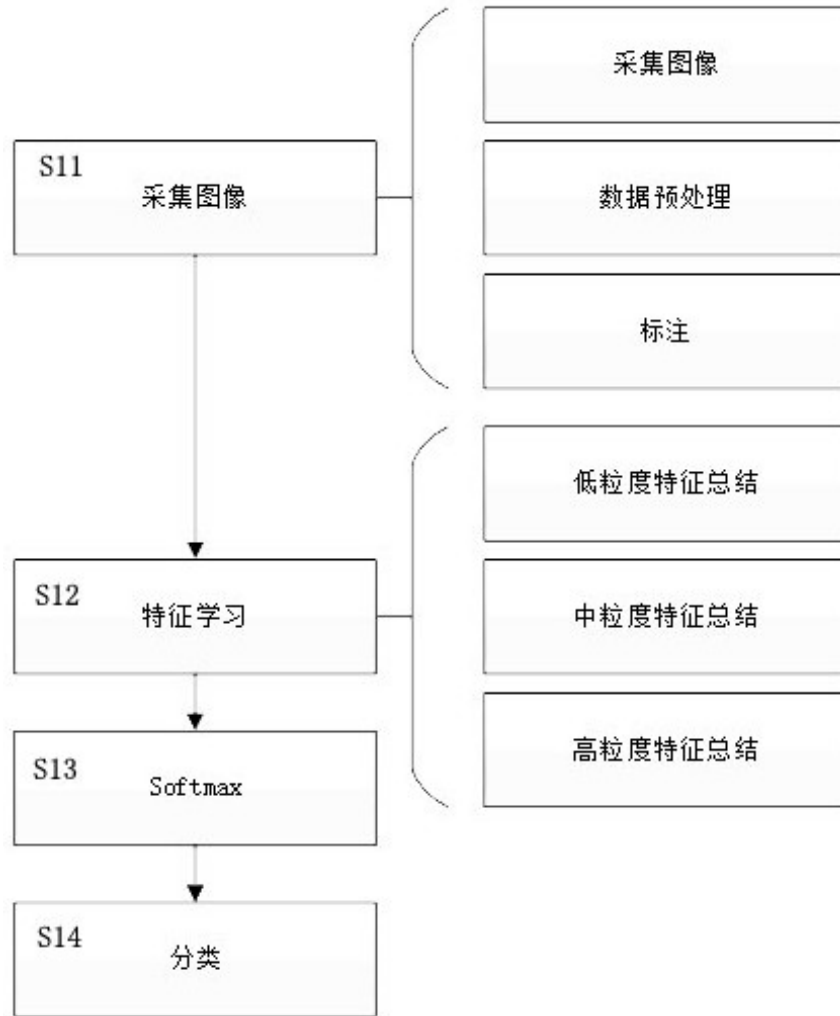 采集图像
S11
采集图像
数据预处理
标注
低粒度特征总结
S12
特征学习
中粒度特征总结
高粒度特征总结
S13
Softmax
S14
分类